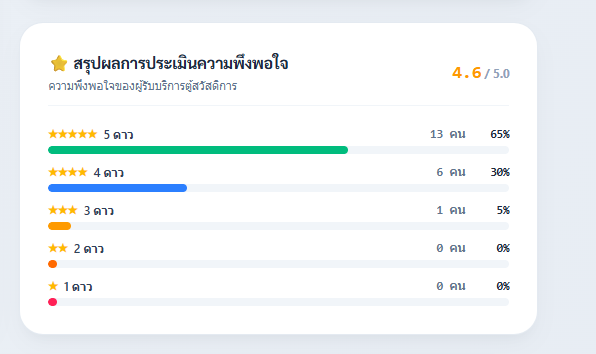 สรุปผลการประเมินความพึงพอใจ
4.6 / 5.0
ความพึงพอใจของผู้รับบริการตู้สวัสดิการ
5 ดาว 13 คน 65%
4 ดาว 6 คน 30%
3 ดาว 1 คน 5%
2 ดาว 0 คน 0%
1 ดาว 0 คน 0%